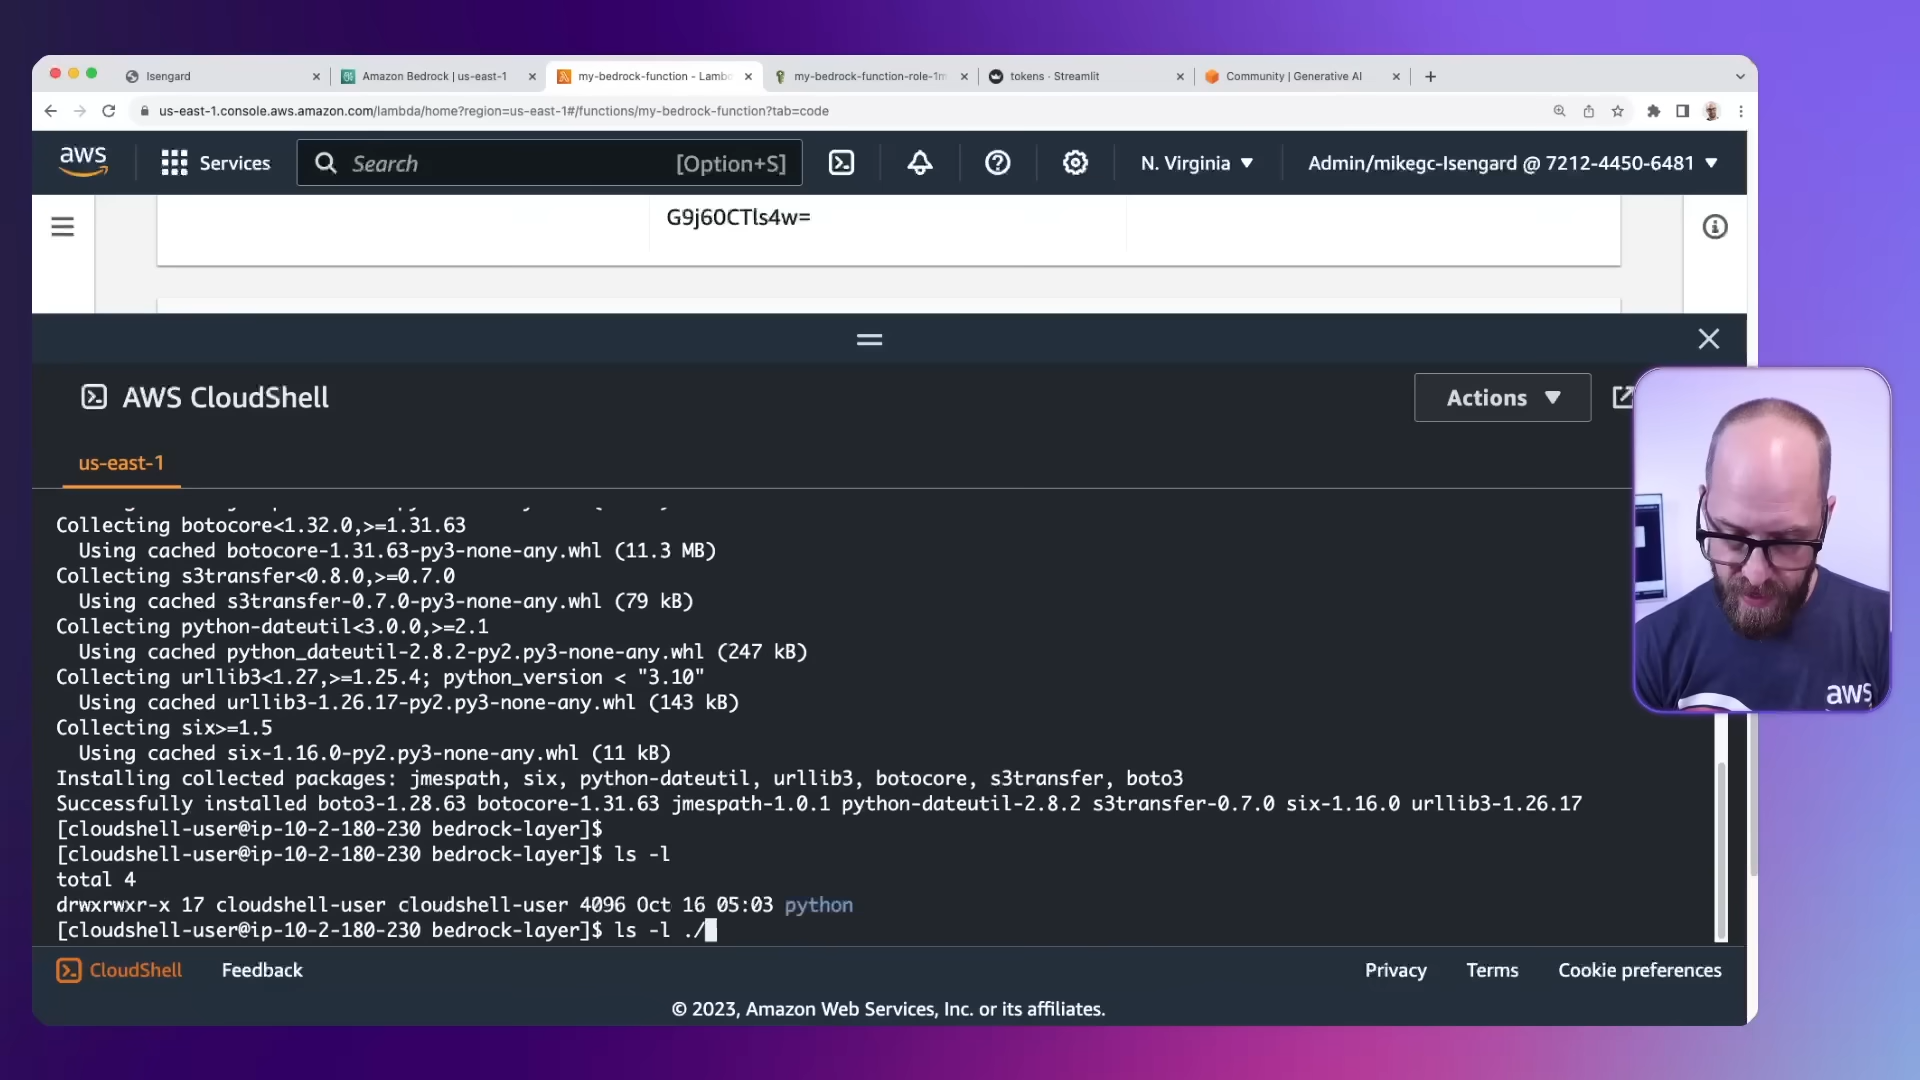 Isengard
Amazon Bedrock | us-east-1
my-bedrock-function - Lamb
my-bedrock-function-role-1
tokens · Streamlit
Community | Generative AI
us-east-1.console.aws.amazon.com/lambda/home?region=us-east-1#/functions/my-bedrock-function?tab=code
aws
Services
Search
[Option+S]
N. Virginia
Admin/mikegc-Isengard @ 7212-4450-6481
G9j60CTls4w=
AWS CloudShell
Actions
us-east-1
Collecting botocore<1.32.0,>=1.31.63
Using cached botocore-1.31.63-py3-none-any.whl (11.3 MB)
Collecting s3transfer<0.8.0,>=0.7.0
Using cached s3transfer-0.7.0-py3-none-any.whl (79 kB)
Collecting python-dateutil<3.0.0,>=2.1
Using cached python_dateutil-2.8.2-py2.py3-none-any.whl (247 kB)
Collecting urllib3<1.27,>=1.25.4; python_version < "3.10"
Using cached urllib3-1.26.17-py2.py3-none-any.whl (143 kB)
Collecting six>=1.5
Using cached six-1.16.0-py2.py3-none-any.whl (11 kB)
Installing collected packages: jmespath, six, python-dateutil, urllib3, botocore, s3transfer, boto3
Successfully installed boto3-1.28.63 botocore-1.31.63 jmespath-1.0.1 python-dateutil-2.8.2 s3transfer-0.7.0 six-1.16.0 urllib3-1.26.17
[cloudshell-user@ip-10-2-180-230 bedrock-layer]$
[cloudshell-user@ip-10-2-180-230 bedrock-layer]$ ls -l
total 4
drwxrwxr-x 17 cloudshell-user cloudshell-user 4096 Oct 16 05:03 python
[cloudshell-user@ip-10-2-180-230 bedrock-layer]$ ls -l ./
aws
CloudShell
Feedback
Privacy
Terms
Cookie preferences
© 2023, Amazon Web Services, Inc. or its affiliates.